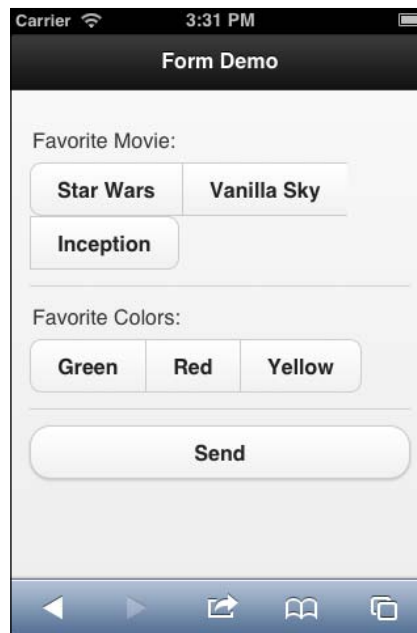 Carrier 3:31 PM
Form Demo
Favorite Movie:
Star Wars Vanilla Sky
Inception
Favorite Colors:
Green Red Yellow
Send